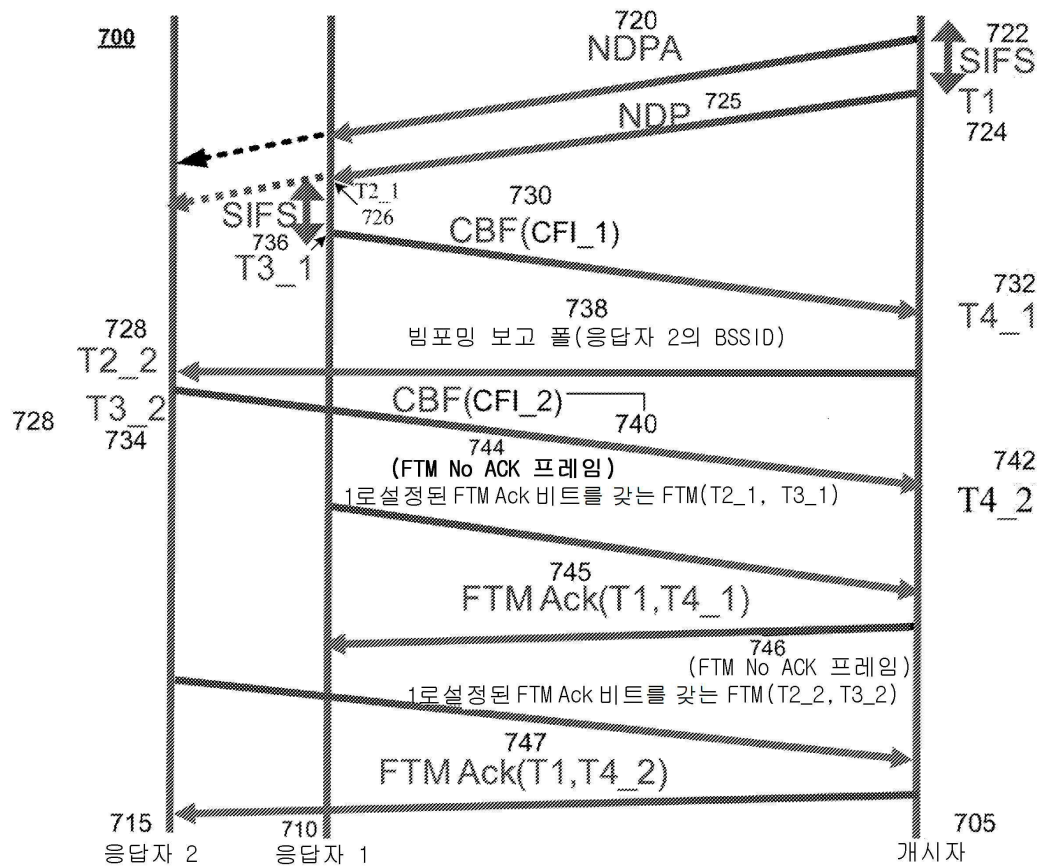 700
720
NDPA
722
SIFS
NDP 725
T1
724
T2_1
726
SIFS
736
T3_1
730
CBF(CFI_1)
732
T4_1
738
빔포밍 보고 폴(응답자 2의 BSSID)
728
T2_2
CBF(CFI_2)
740
728
T3_2
734
744
(FTM No ACK 프레임)
1로설정된 FTM Ack 비트를 갖는 FTM(T2_1, T3_1)
742
T4_2
745
FTM Ack(T1,T4_1)
746
(FTM No ACK 프레임)
1로설정된 FTM Ack 비트를 갖는 FTM(T2_2,T3_2)
747
FTM Ack(T1,T4_2)
715
응답자 2
710
응답자 1
705
개시자